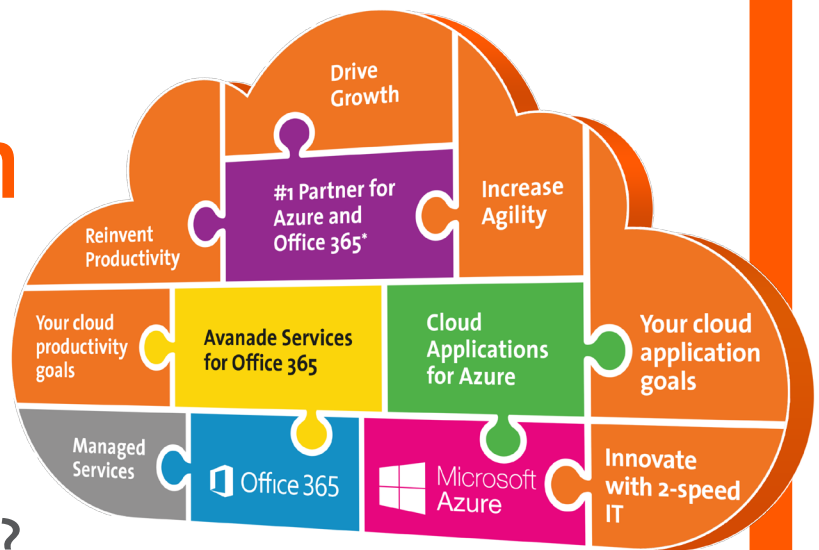 Drive
Growth
n
#1 Partner for
Azure and
Office 365*
Increase
Agility
Reinvent
Productivity
Your cloud
productivity
goals
Avanade Services
for Office 365
Cloud
Applications
for Azure
Your cloud
application
goals
Managed
Services
Office 365
Microsoft
Azure
Innovate
with 2-speed
IT
?